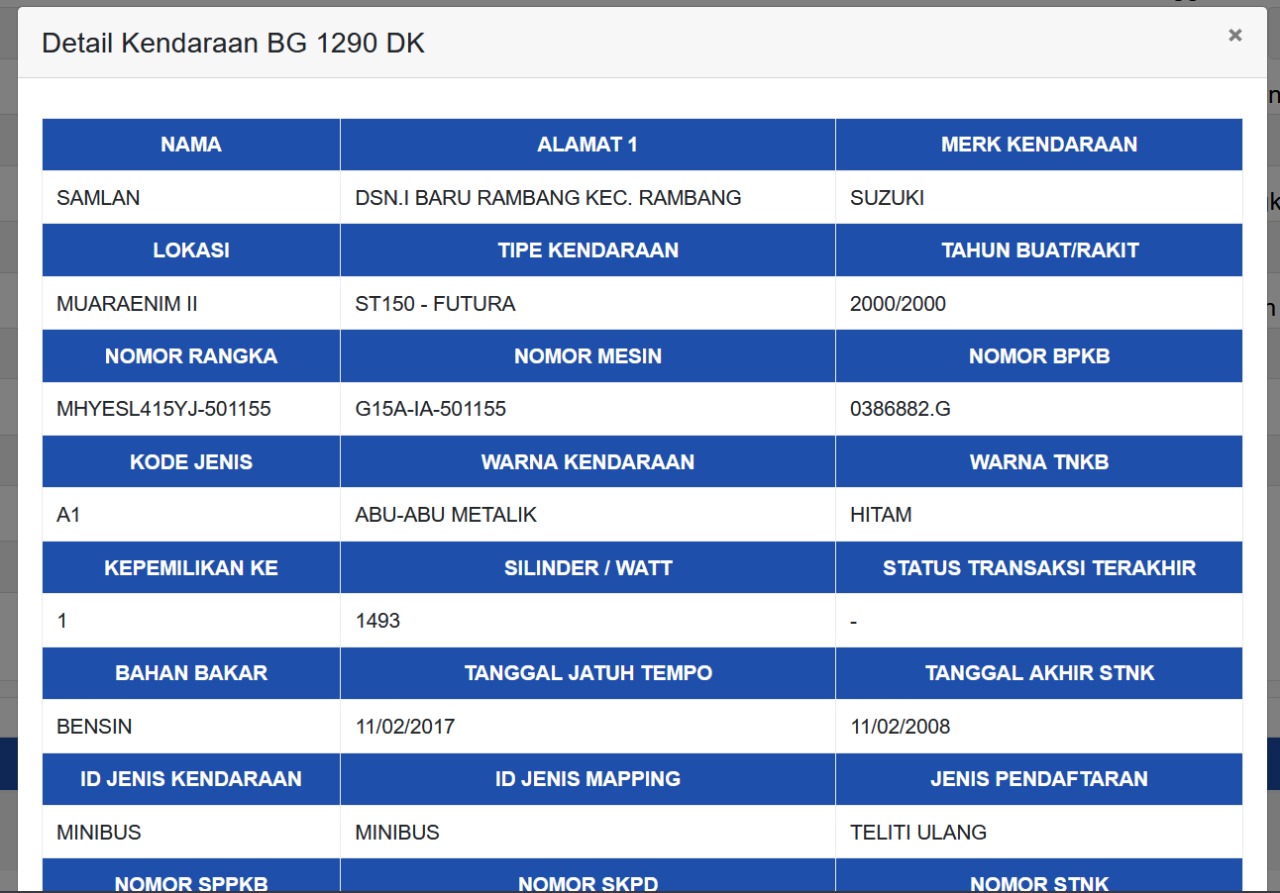 Detail Kendaraan BG 1290 DK ×
NAMA ALAMAT 1 MERK KENDARAAN
SAMLAN DSN.I BARU RAMBANG KEC. RAMBANG SUZUKI
LOKASI TIPE KENDARAAN TAHUN BUAT/RAKIT
MUARAENIM II ST150 - FUTURA 2000/2000
NOMOR RANGKA NOMOR MESIN NOMOR BPKB
MHYESL415YJ-501155 G15A-IA-501155 0386882.G
KODE JENIS WARNA KENDARAAN WARNA TNKB
A1 ABU-ABU METALIK HITAM
KEPEMILIKAN KE SILINDER / WATT STATUS TRANSAKSI TERAKHIR
1 1493 -
BAHAN BAKAR TANGGAL JATUH TEMPO TANGGAL AKHIR STNK
BENSIN 11/02/2017 11/02/2008
ID JENIS KENDARAAN ID JENIS MAPPING JENIS PENDAFTARAN
MINIBUS MINIBUS TELITI ULANG
NOMOR SPPKB NOMOR SKPD NOMOR STNK